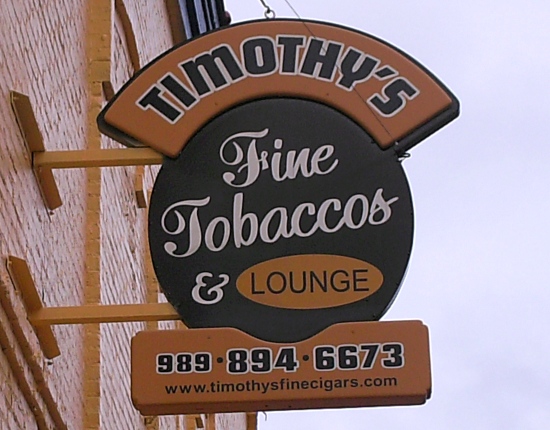 TIMOTHY'S
Fine
Tobaccos
& LOUNGE
989·894·6673
www.timothysfinecigars.com